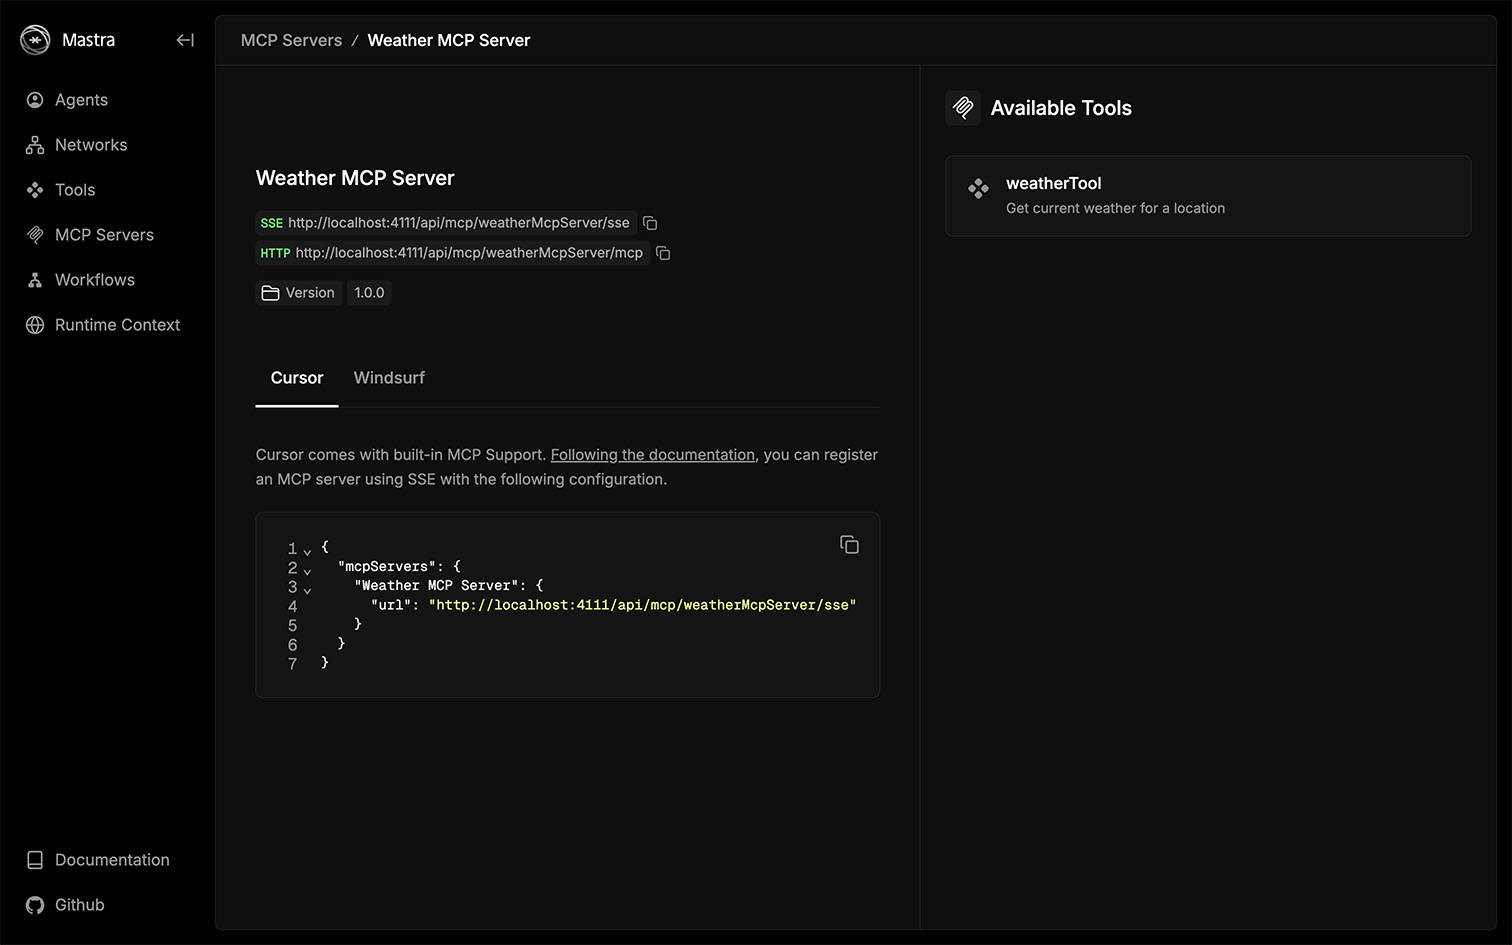 Mastra
Agents
Networks
Tools
MCP Servers
Workflows
Runtime Context
Documentation
Github
MCP Servers / Weather MCP Server
Weather MCP Server
SSE http://localhost:4111/api/mcp/weatherMcpServer/sse
HTTP http://localhost:4111/api/mcp/weatherMcpServer/mcp
Version 1.0.0
Cursor Windsurf
Cursor comes with built-in MCP Support. Following the documentation, you can register
an MCP server using SSE with the following configuration.
1 {
2 "mcpServers": {
3 "Weather MCP Server": {
4 "url": "http://localhost:4111/api/mcp/weatherMcpServer/sse"
5 }
6 }
7 }
Available Tools
weatherTool
Get current weather for a location